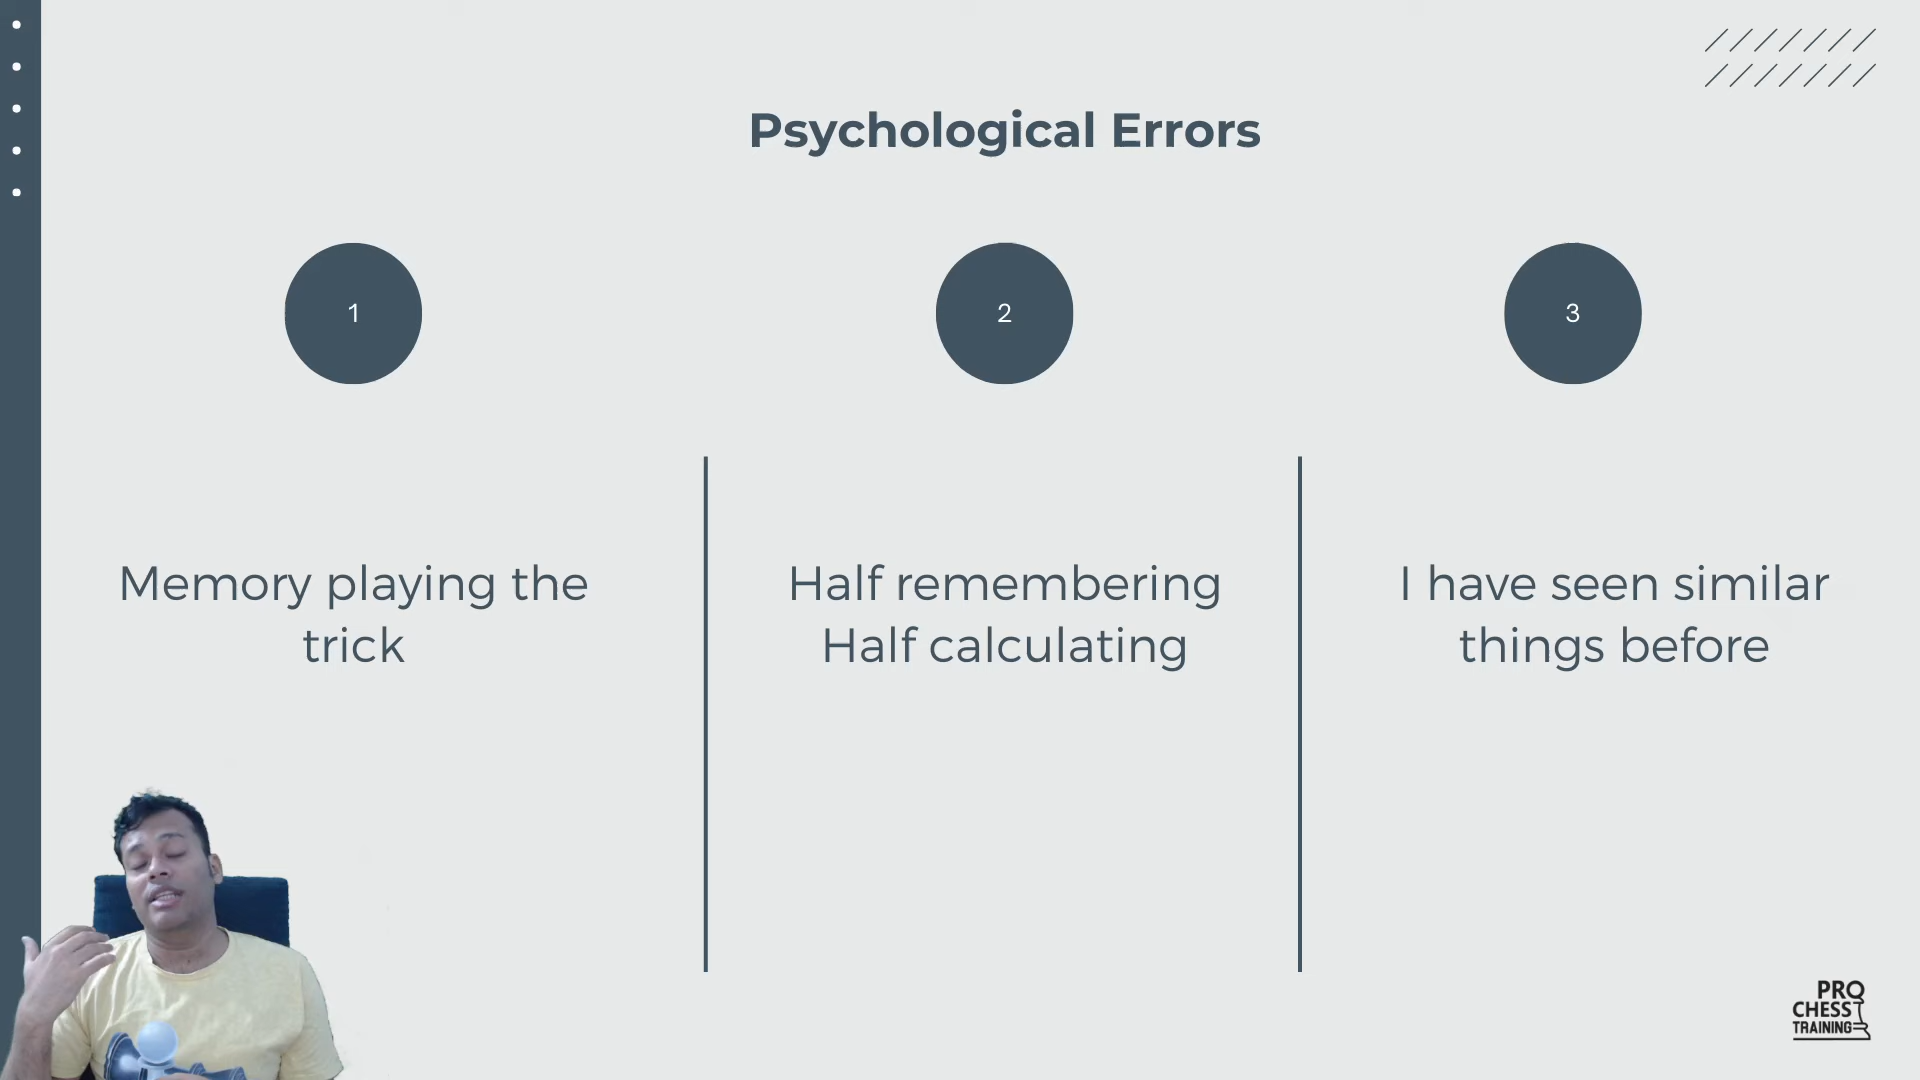 Psychological Errors
1
2
3
Memory playing the
trick
Half remembering
Half calculating
I have seen similar
things before
PRO
CHESS
TRAINING